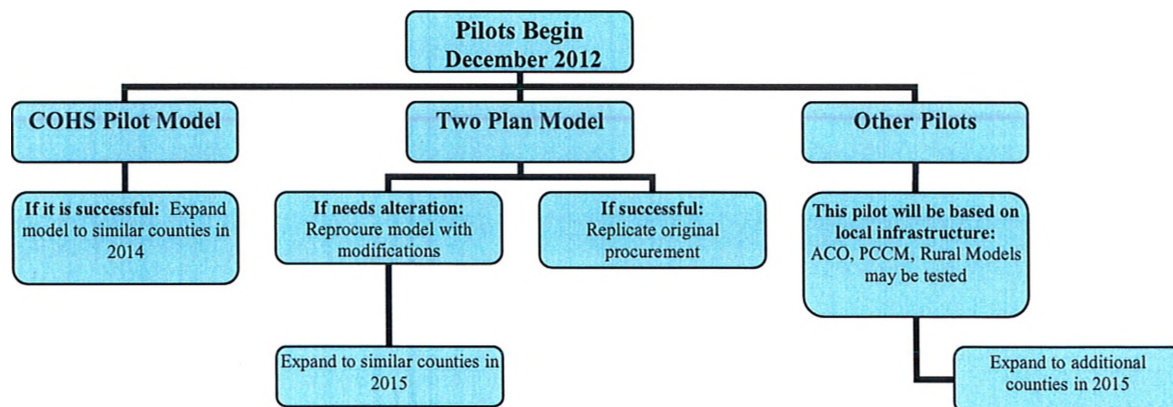 Pilots Begin
December 2012
COHS Pilot Model
Two Plan Model
Other Pilots
If it is successful: Expand
model to similar counties in
2014
If needs alteration:
Reprocure model with
modifications
If successful:
Replicate original
procurement
This pilot will be based on
local infrastructure:
ACO, PCCM, Rural Models
may be tested
Expand to similar counties in
2015
Expand to additional
counties in 2015